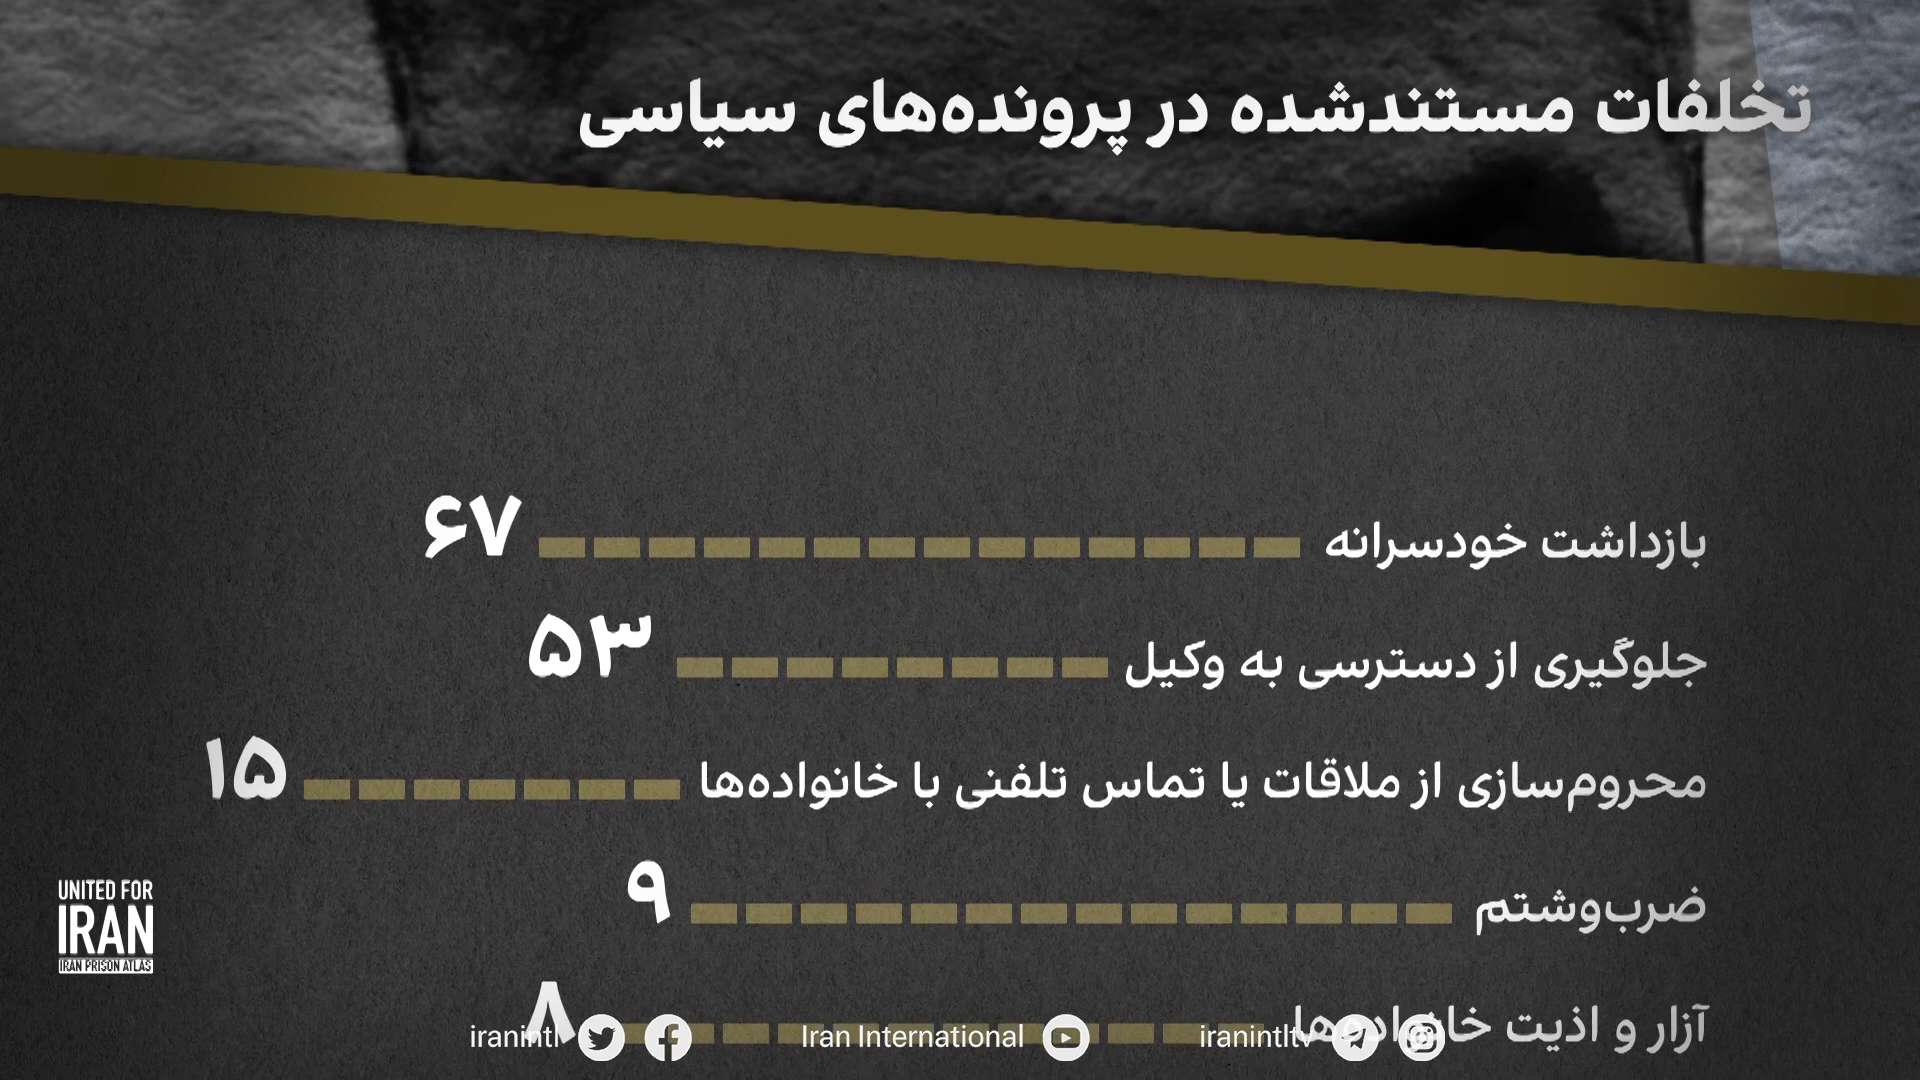 تخلفات مستندشده در پرونده‌های سیاسی
بازداشت خودسرانه ۶۷
جلوگیری از دسترسی به وکیل ۵۳
محروم‌سازی از ملاقات یا تماس تلفنی با خانواده‌ها ۱۵
ضرب‌وشتم ۹
آزار و اذیت خانواده‌ها ۸
UNITED FOR
IRAN
IRAN PRISON ATLAS
iranintl Iran International iranintltv